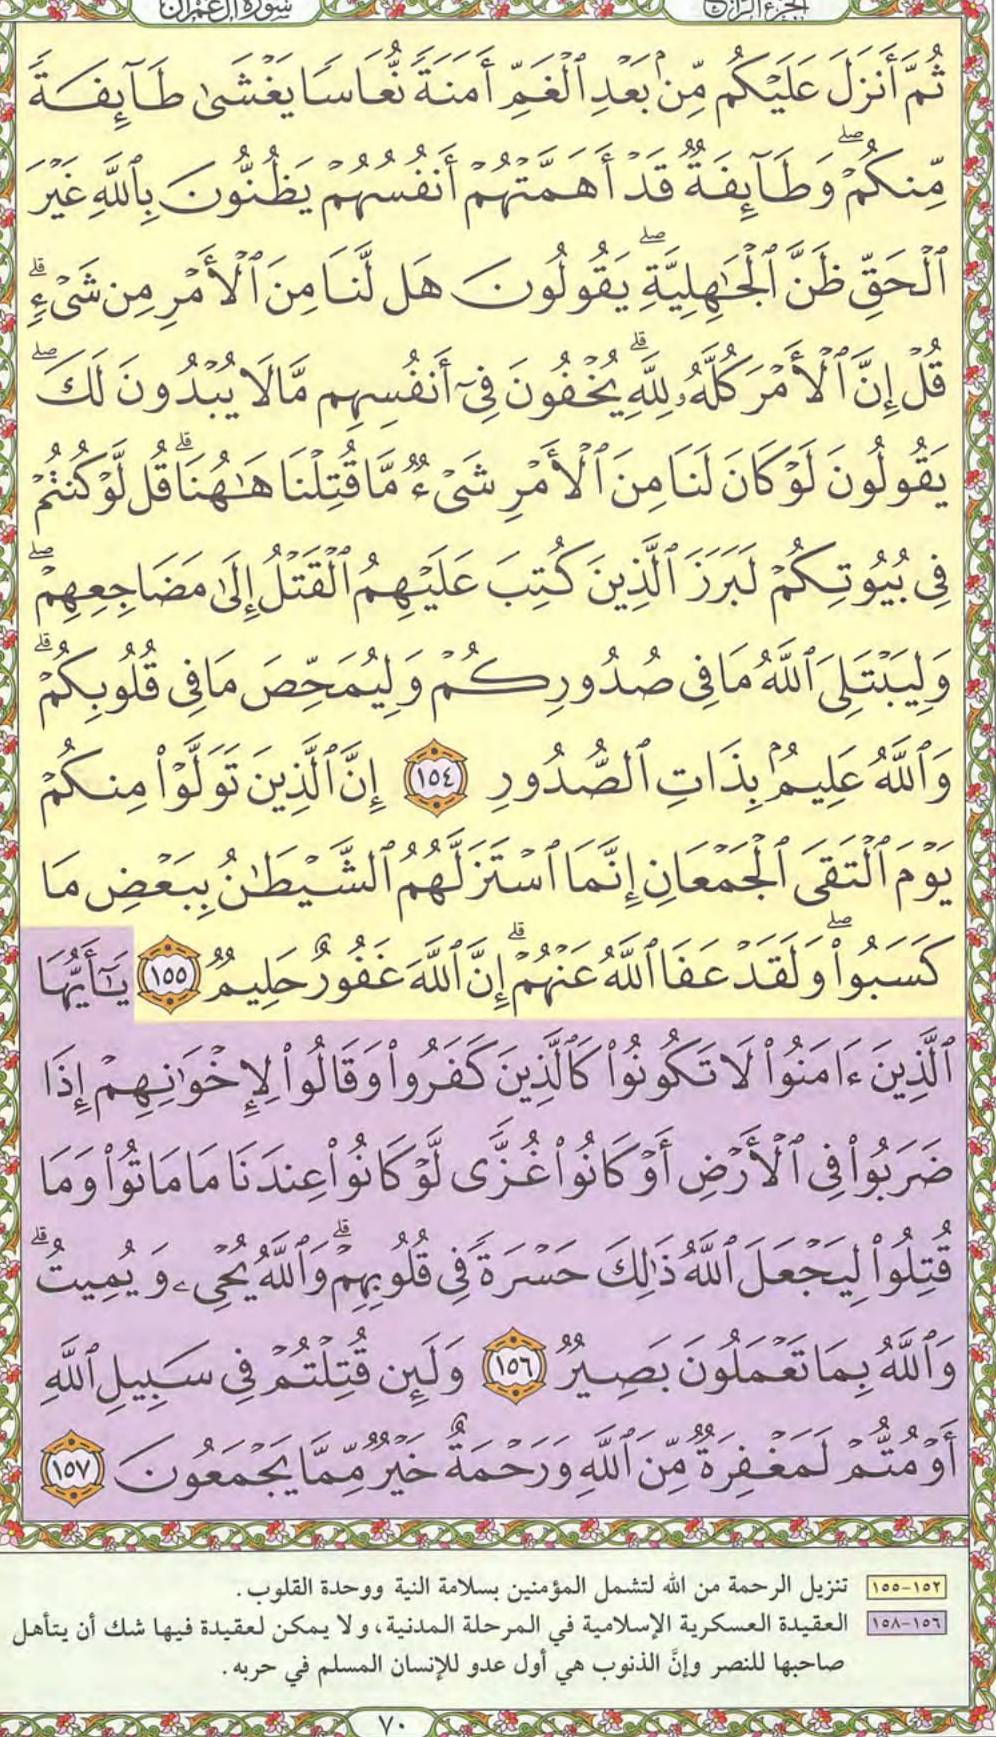 سورة آل عمران
الجزء الرابع
ثُمَّ أَنزَلَ عَلَيْكُم مِّنۢ بَعْدِ ٱلْغَمِّ أَمَنَةً نُّعَاسًا يَغْشَىٰ طَآئِفَةً
مِّنكُمْ ۖ وَطَآئِفَةٌ قَدْ أَهَمَّتْهُمْ أَنفُسُهُمْ يَظُنُّونَ بِٱللَّهِ غَيْرَ
ٱلْحَقِّ ظَنَّ ٱلْجَـٰهِلِيَّةِ ۖ يَقُولُونَ هَل لَّنَا مِنَ ٱلْأَمْرِ مِن شَىْءٍ ۗ
قُلْ إِنَّ ٱلْأَمْرَ كُلَّهُۥ لِلَّهِ ۗ يُخْفُونَ فِىٓ أَنفُسِهِم مَّا لَا يُبْدُونَ لَكَ ۖ
يَقُولُونَ لَوْ كَانَ لَنَا مِنَ ٱلْأَمْرِ شَىْءٌ مَّا قُتِلْنَا هَـٰهُنَا ۗ قُل لَّوْ كُنتُمْ
فِى بُيُوتِكُمْ لَبَرَزَ ٱلَّذِينَ كُتِبَ عَلَيْهِمُ ٱلْقَتْلُ إِلَىٰ مَضَاجِعِهِمْ ۖ
وَلِيَبْتَلِىَ ٱللَّهُ مَا فِى صُدُورِكُمْ وَلِيُمَحِّصَ مَا فِى قُلُوبِكُمْ ۗ
وَٱللَّهُ عَلِيمٌۢ بِذَاتِ ٱلصُّدُورِ ١٥٤ إِنَّ ٱلَّذِينَ تَوَلَّوْا۟ مِنكُمْ
يَوْمَ ٱلْتَقَى ٱلْجَمْعَانِ إِنَّمَا ٱسْتَزَلَّهُمُ ٱلشَّيْطَـٰنُ بِبَعْضِ مَا
كَسَبُوا۟ ۖ وَلَقَدْ عَفَا ٱللَّهُ عَنْهُمْ ۗ إِنَّ ٱللَّهَ غَفُورٌ حَلِيمٌ ١٥٥ يَـٰٓأَيُّهَا
ٱلَّذِينَ ءَامَنُوا۟ لَا تَكُونُوا۟ كَٱلَّذِينَ كَفَرُوا۟ وَقَالُوا۟ لِإِخْوَٰنِهِمْ إِذَا
ضَرَبُوا۟ فِى ٱلْأَرْضِ أَوْ كَانُوا۟ غُزًّى لَّوْ كَانُوا۟ عِندَنَا مَا مَاتُوا۟ وَمَا
قُتِلُوا۟ لِيَجْعَلَ ٱللَّهُ ذَٰلِكَ حَسْرَةً فِى قُلُوبِهِمْ ۗ وَٱللَّهُ يُحْىِۦ وَيُمِيتُ ۗ
وَٱللَّهُ بِمَا تَعْمَلُونَ بَصِيرٌ ١٥٦ وَلَئِن قُتِلْتُمْ فِى سَبِيلِ ٱللَّهِ
أَوْ مُتُّمْ لَمَغْفِرَةٌ مِّنَ ٱللَّهِ وَرَحْمَةٌ خَيْرٌ مِّمَّا يَجْمَعُونَ ١٥٧
١٥٢-١٥٥ تنزيل الرحمة من الله لتشمل المؤمنين بسلامة النية ووحدة القلوب.
١٥٦-١٥٨ العقيدة العسكرية الإسلامية في المرحلة المدنية، ولا يمكن لعقيدة فيها شك أن يتأهل
صاحبها للنصر وإنَّ الذنوب هي أول عدو للإنسان المسلم في حربه.
٧٠